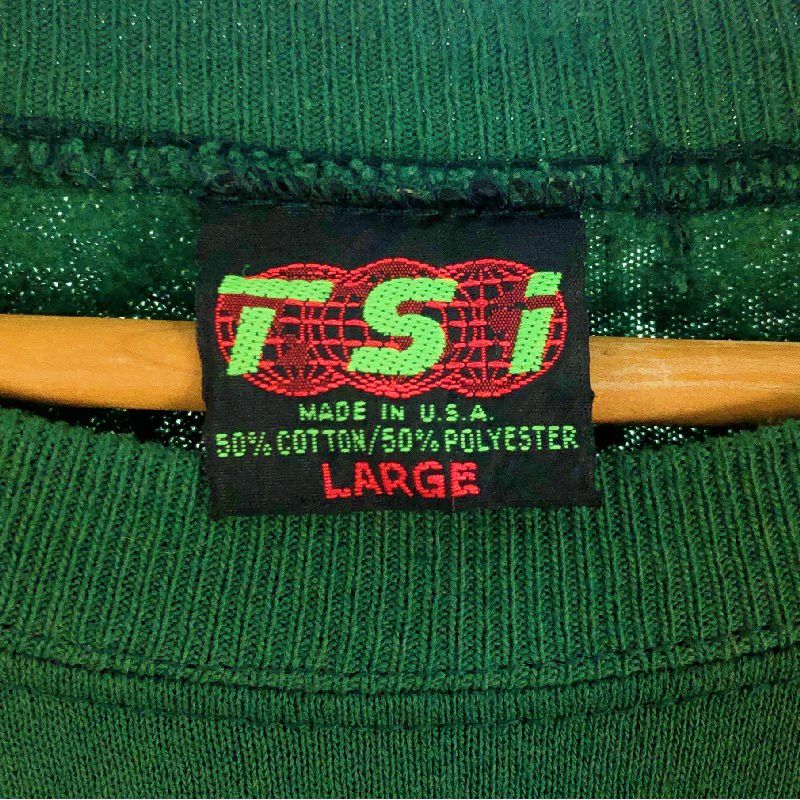 TSi
MADE IN U.S.A.
50% COTTON/50% POLYESTER
LARGE